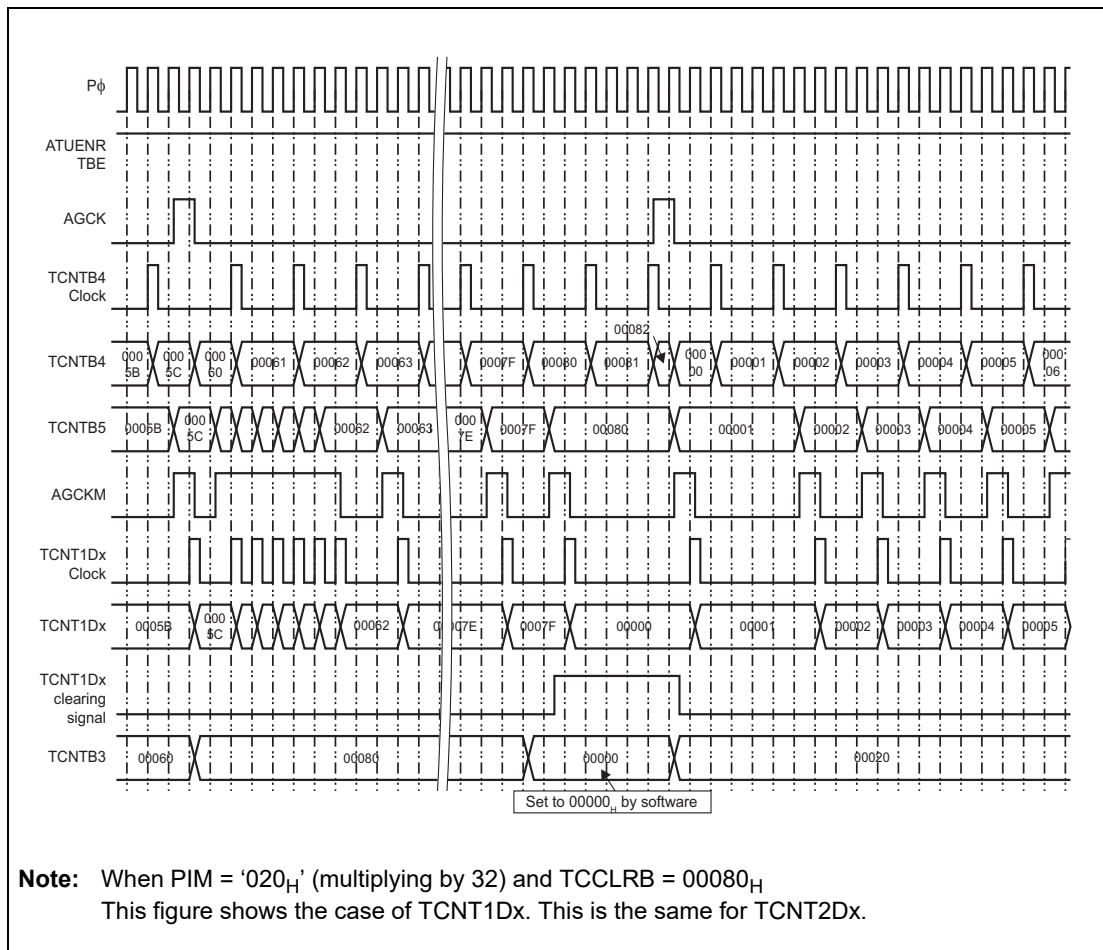 Pϕ
ATUENR
TBE
AGCK
TCNTB4
Clock
00082
TCNTB4 000 5B 000 5C 000 60 00061 00062 00063 0007F 00080 00081 000 00 00001 00002 00003 00004 00005 000 06
TCNTB5 0005B 000 5C 00062 00063 000 7E 0007F 00080 00001 00002 00003 00004 00005
AGCKM
TCNT1Dx
Clock
TCNT1Dx 0005B 000 5C 00062 0007E 0007F 00000 00001 00002 00003 00004 00005
TCNT1Dx
clearing
signal
TCNTB3 00060 00080 00000 00020
Set to 00000H by software
Note: When PIM = ‘020H’ (multiplying by 32) and TCCLRB = 00080H
This figure shows the case of TCNT1Dx. This is the same for TCNT2Dx.